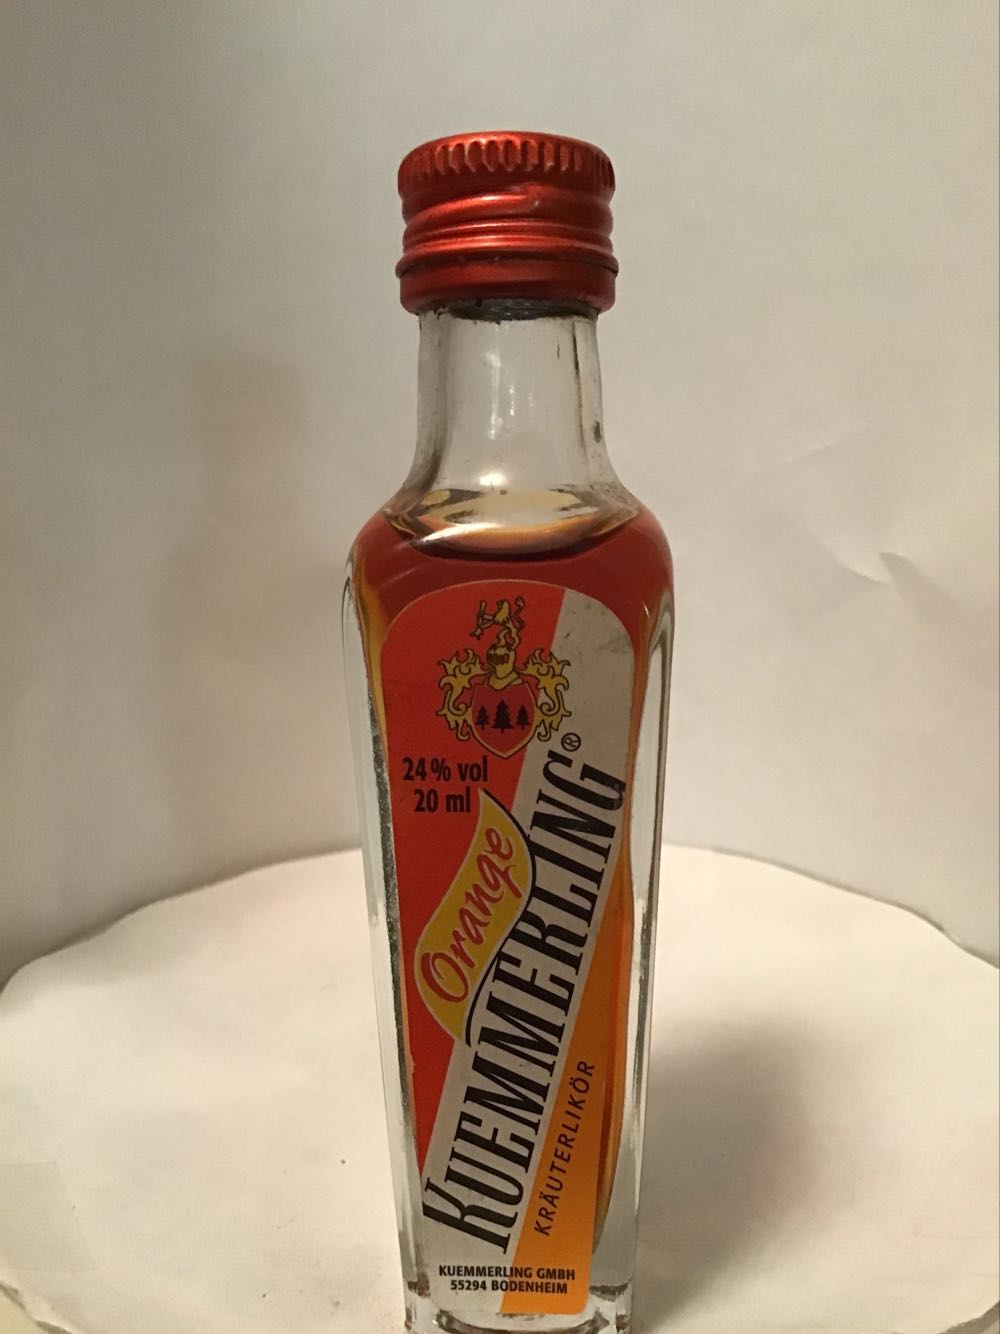 24% vol
20 ml
Orange
KUEMMERLING®
KRÄUTERLIKÖR
KUEMMERLING GMBH
55294 BODENHEIM